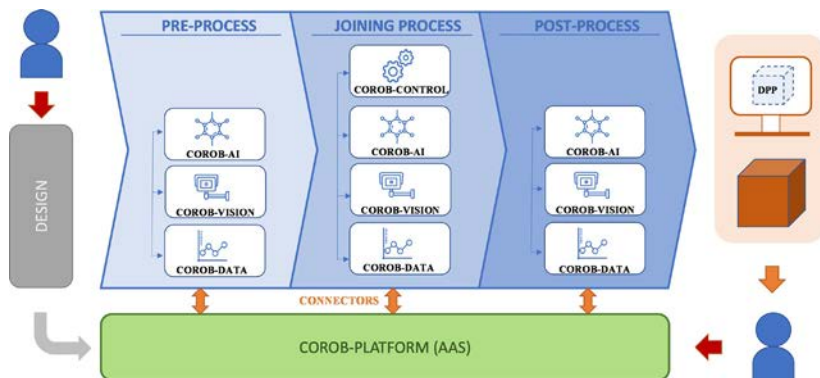 PRE-PROCESS
JOINING PROCESS
POST-PROCESS
COROB-CONTROL
COROB-AI
COROB-AI
COROB-AI
COROB-VISION
COROB-VISION
COROB-VISION
COROB-DATA
COROB-DATA
COROB-DATA
DESIGN
DPP
CONNECTORS
COROB-PLATFORM (AAS)